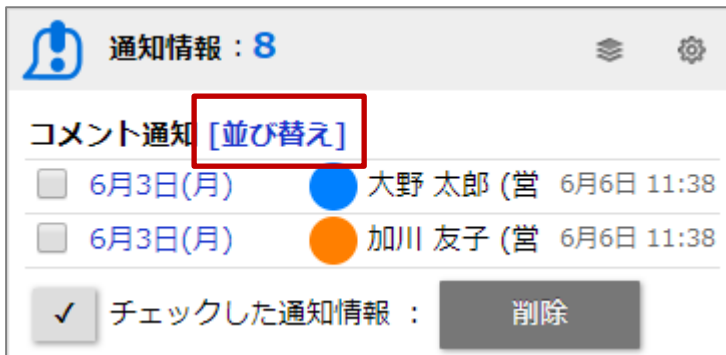 通知情報：8
コメント通知 [並び替え]
6月3日(月) 大野 太郎 (営 6月6日 11:38
6月3日(月) 加川 友子 (営 6月6日 11:38
✓ チェックした通知情報 ： 削除